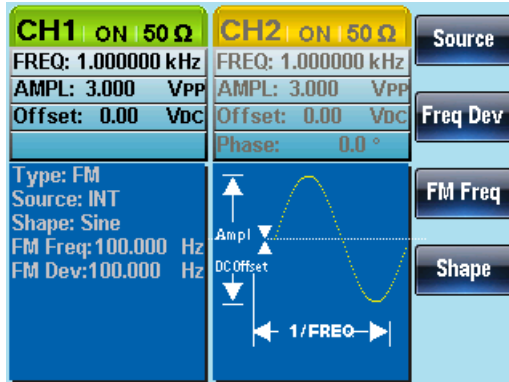 CH1 ON 50 Ω
FREQ: 1.000000 kHz
AMPL: 3.000 VPP
Offset: 0.00 VDC
CH2 ON 50 Ω
FREQ: 1.000000 kHz
AMPL: 3.000 VPP
Offset: 0.00 VDC
Phase: 0.0 °
Type: FM
Source: INT
Shape: Sine
FM Freq:100.000 Hz
FM Dev:100.000 Hz
Ampl
DC Offset
1/FREQ
Source
Freq Dev
FM Freq
Shape